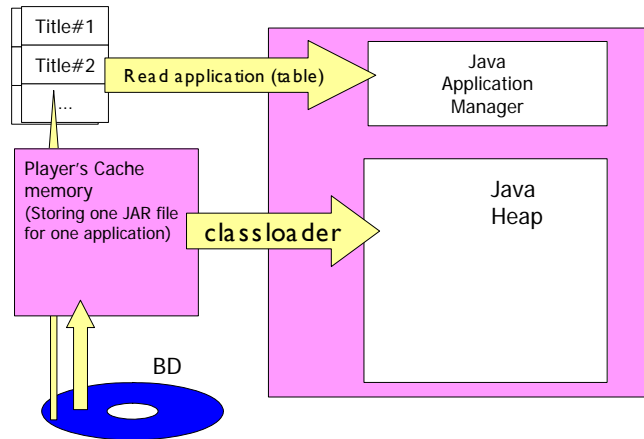 Title#1
Title#2
...
Read application (table)
Java
Application
Manager
Player's Cache
memory
(Storing one JAR file
for one application)
classloader
Java
Heap
BD